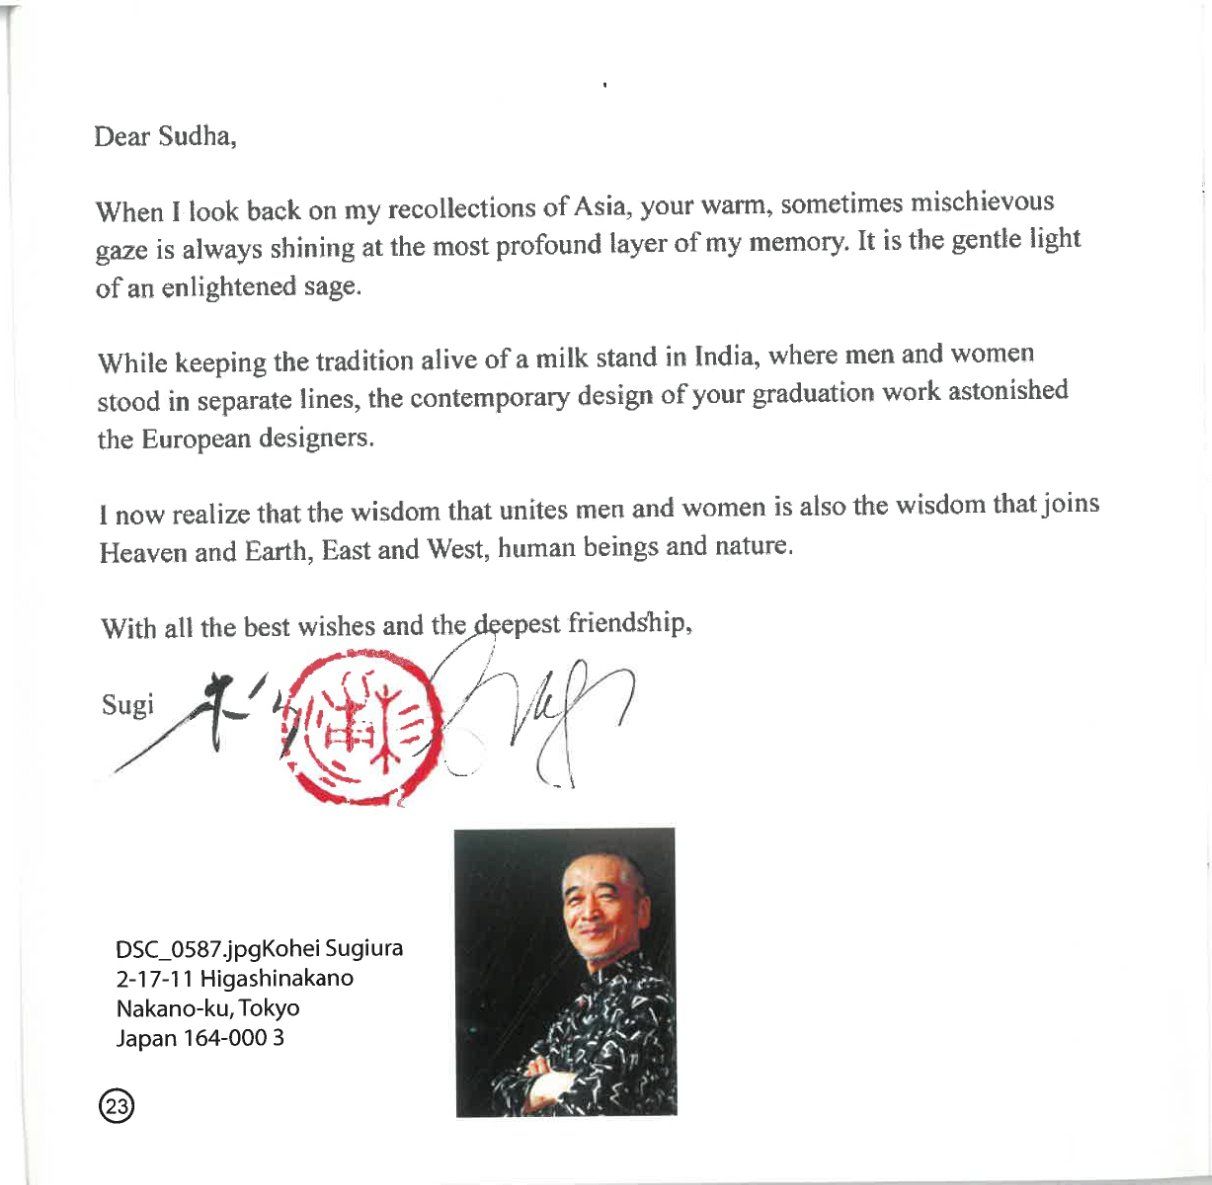 Dear Sudha,
When I look back on my recollections of Asia, your warm, sometimes mischievous
gaze is always shining at the most profound layer of my memory. It is the gentle light
of an enlightened sage.
While keeping the tradition alive of a milk stand in India, where men and women
stood in separate lines, the contemporary design of your graduation work astonished
the European designers.
I now realize that the wisdom that unites men and women is also the wisdom that joins
Heaven and Earth, East and West, human beings and nature.
With all the best wishes and the deepest friendship,
Sugi
DSC_0587.jpgKohei Sugiura
2-17-11 Higashinakano
Nakano-ku, Tokyo
Japan 164-000 3
23